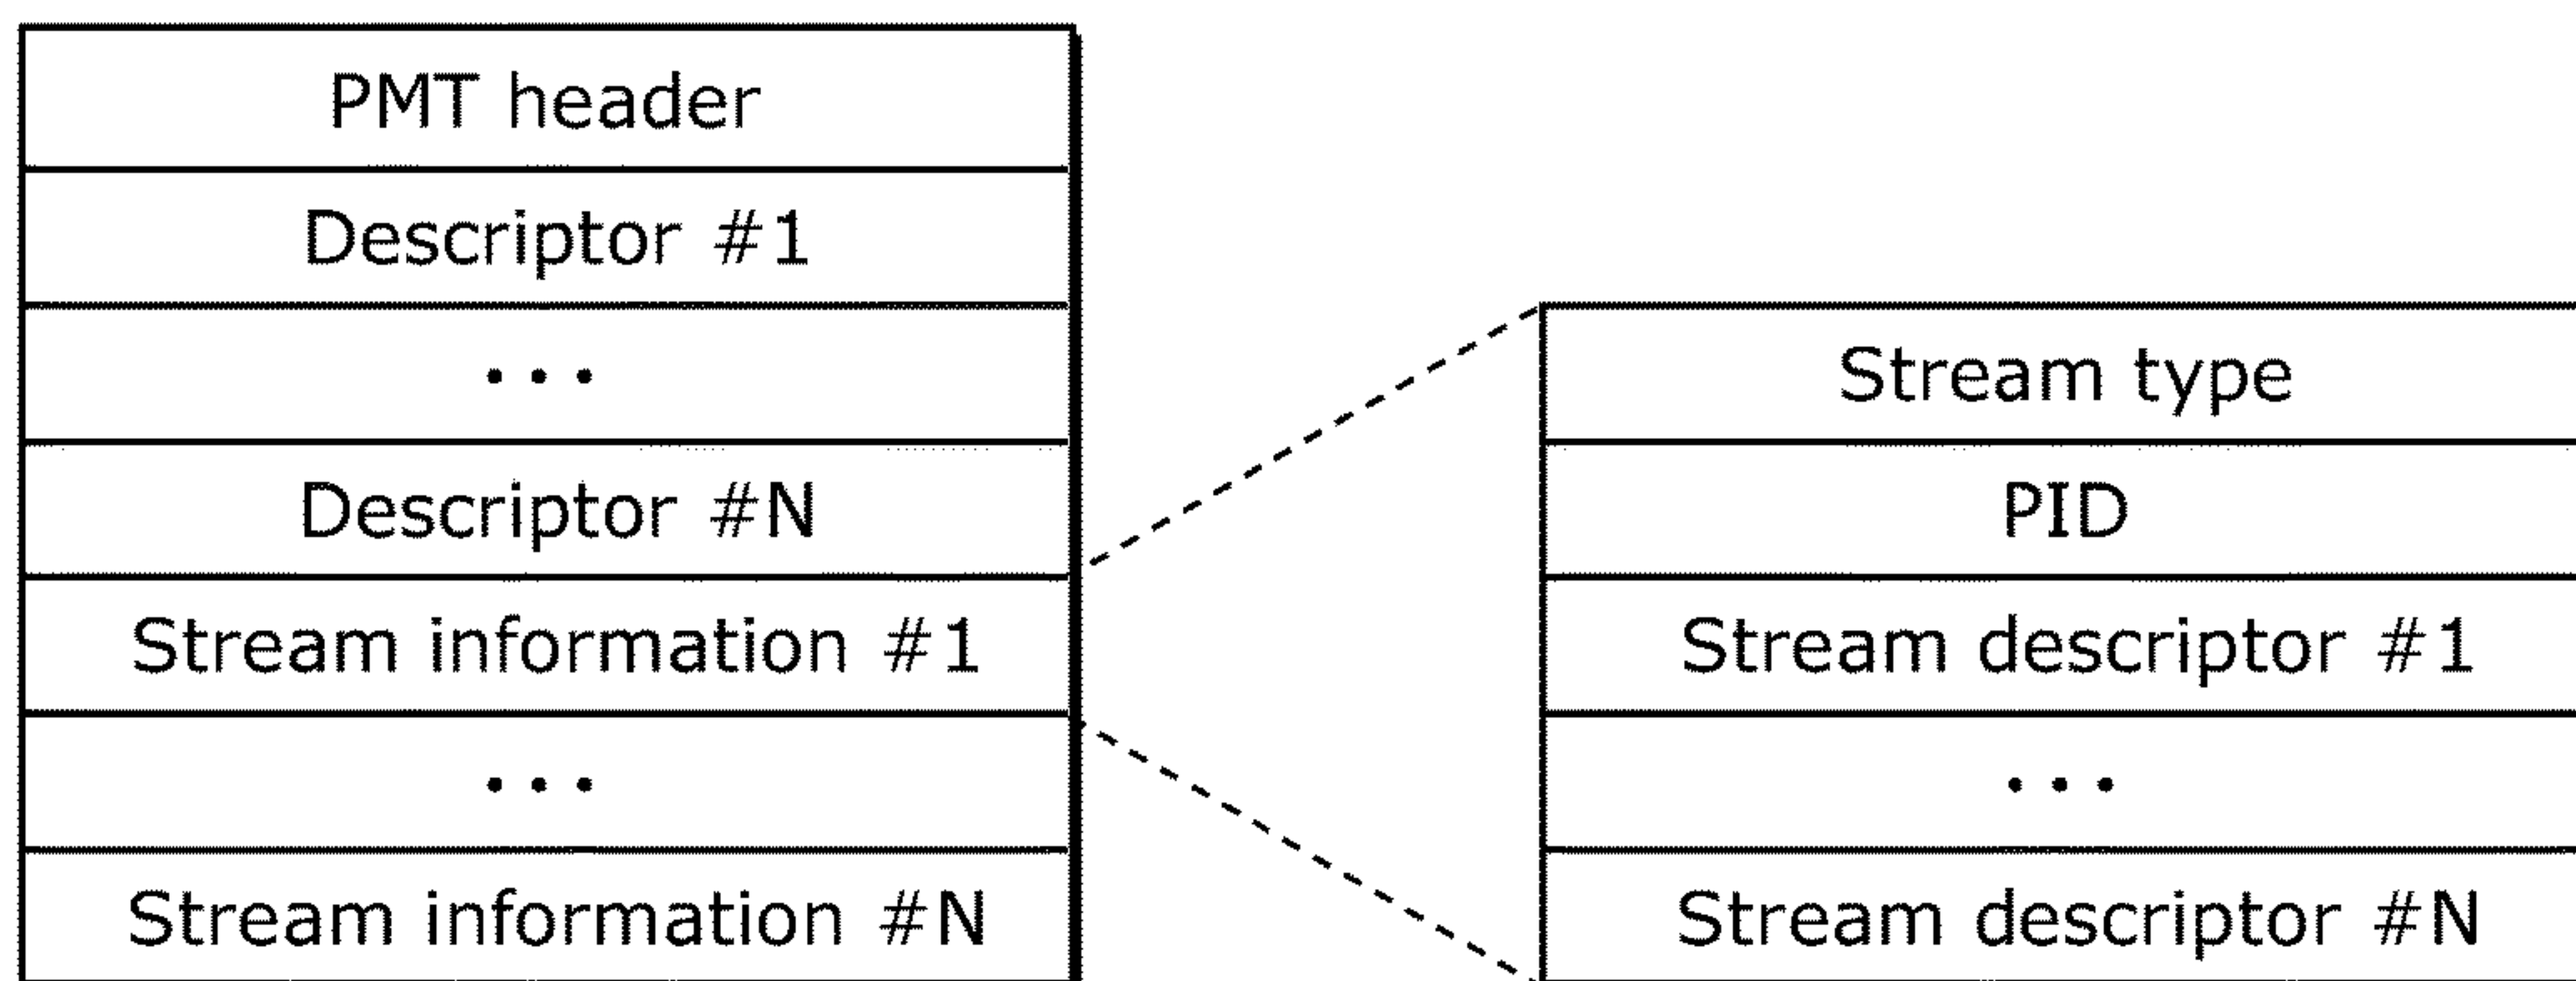 PMT header
Descriptor #1
...
Descriptor #N
Stream information #1
...
Stream information #N
Stream type
PID
Stream descriptor #1
...
Stream descriptor #N